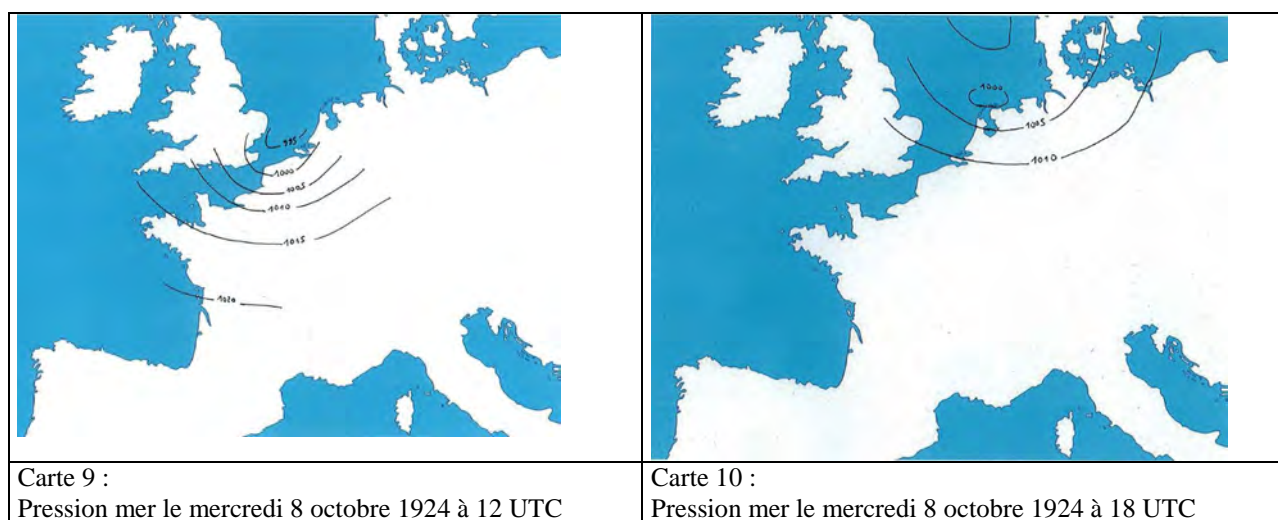 995
1000
1005
1010
1015
1020
1000
1005
1010
Carte 9 :
Pression mer le mercredi 8 octobre 1924 à 12 UTC
Carte 10 :
Pression mer le mercredi 8 octobre 1924 à 18 UTC